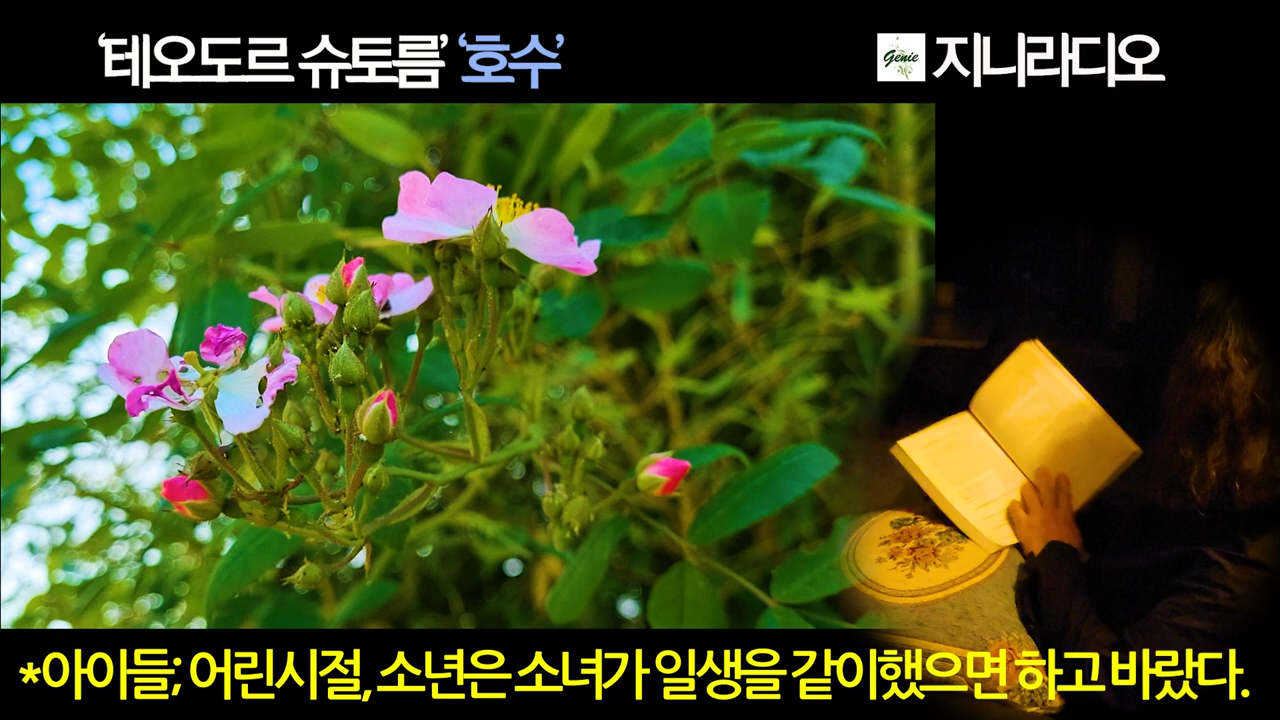 ‘테오도르 슈토름’ ‘호수’
Genie 지니라디오
*아이들; 어린시절, 소년은 소녀가 일생을 같이했으면 하고 바랐다.